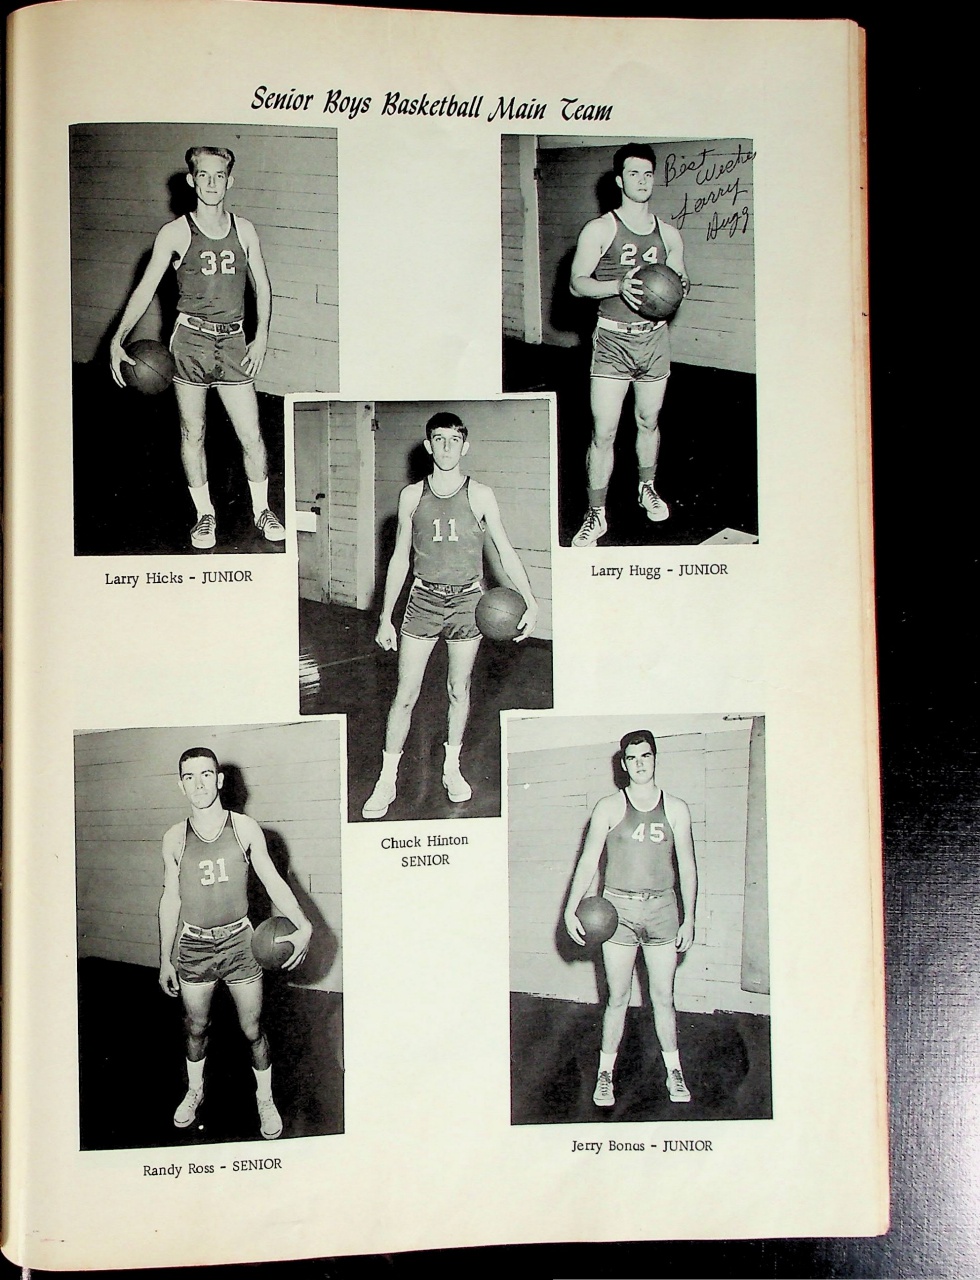 Senior Boys Basketball Main Team
32
Best
Wishes
Larry
Hugg
24
11
Larry Hicks - JUNIOR
Larry Hugg - JUNIOR
31
45
Chuck Hinton
SENIOR
Randy Ross - SENIOR
Jerry Bonas - JUNIOR